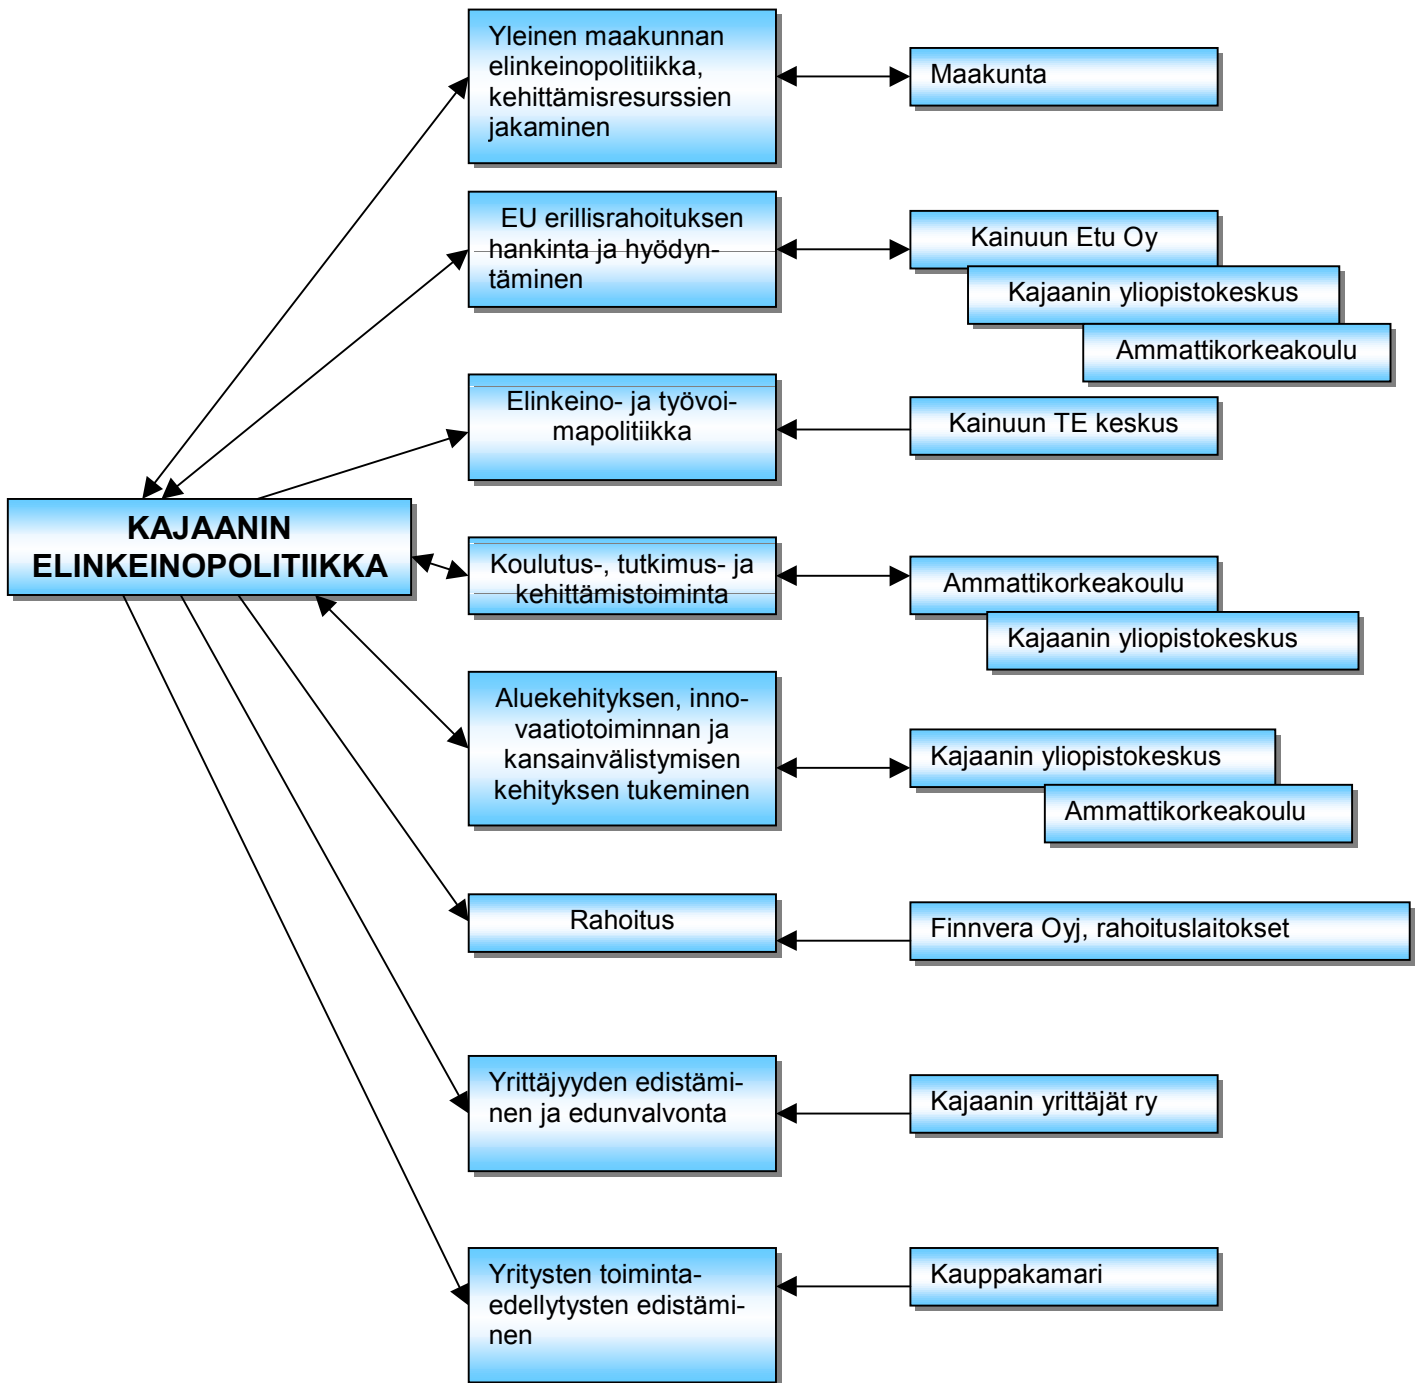 Yleinen maakunnan
elinkeinopolitiikka,
kehittämisresurssien
jakaminen
Maakunta
EU erillisrahoituksen
hankinta ja hyödyn-
täminen
Kainuun Etu Oy
Kajaanin yliopistokeskus
Ammattikorkeakoulu
Elinkeino- ja työvoi-
mapolitiikka
Kainuun TE keskus
KAJAANIN
ELINKEINOPOLITIIKKA
Koulutus-, tutkimus- ja
kehittämistoiminta
Ammattikorkeakoulu
Kajaanin yliopistokeskus
Aluekehityksen, inno-
vaatiotoiminnan ja
kansainvälistymisen
kehityksen tukeminen
Kajaanin yliopistokeskus
Ammattikorkeakoulu
Rahoitus
Finnvera Oyj, rahoituslaitokset
Yrittäjyyden edistämi-
nen ja edunvalvonta
Kajaanin yrittäjät ry
Yritysten toiminta-
edellytysten edistämi-
nen
Kauppakamari